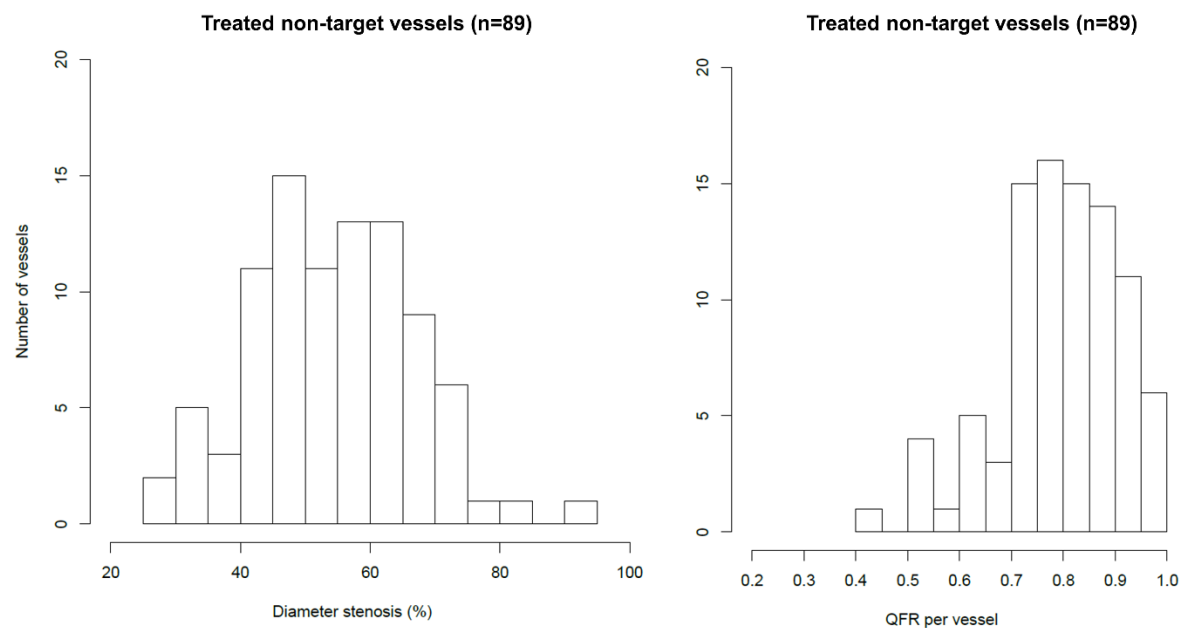 Treated non-target vessels (n=89)
20
15
10
5
0
Number of vessels
20 40 60 80 100
Diameter stenosis (%)
Treated non-target vessels (n=89)
20
15
10
5
0
0.2 0.3 0.4 0.5 0.6 0.7 0.8 0.9 1.0
QFR per vessel